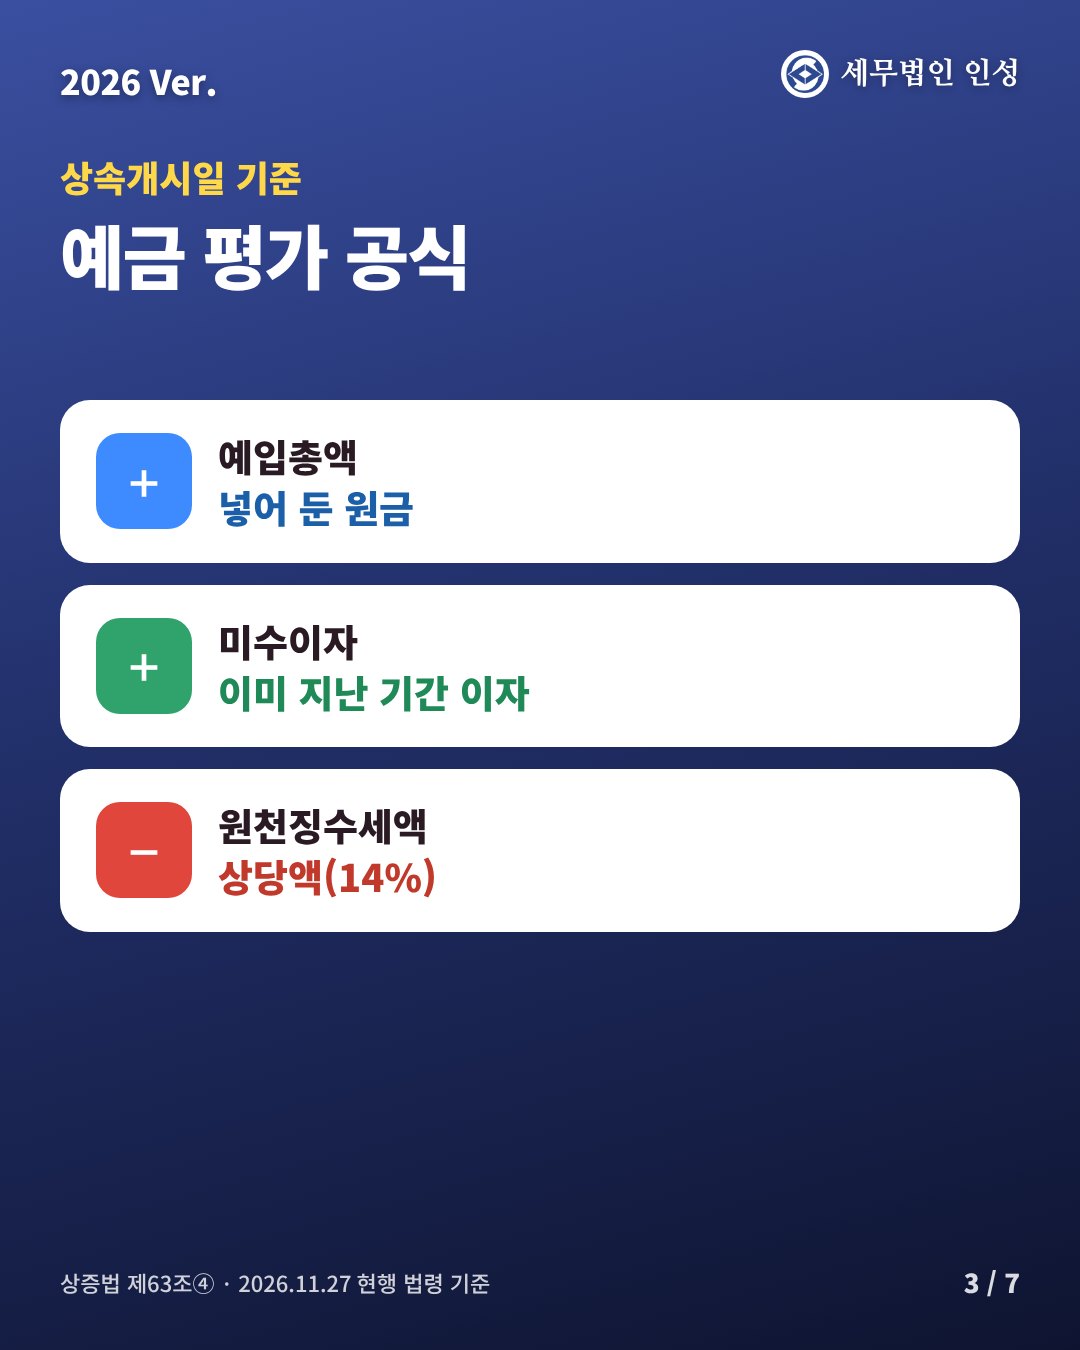 2026 Ver.
세무법인 인성
상속개시일 기준
예금 평가 공식
+
예입총액
넣어 둔 원금
+
미수이자
이미 지난 기간 이자
−
원천징수세액
상당액(14%)
상증법 제63조④ · 2026.11.27 현행 법령 기준
3 / 7